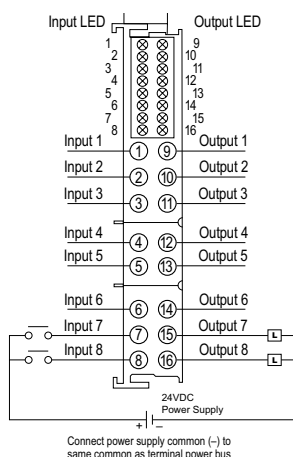 Input LED Output LED
1 9
2 10
3 11
4 12
5 13
6 14
7 15
8 16
Input 1 1 9 Output 1
Input 2 2 10 Output 2
Input 3 3 11 Output 3
Input 4 4 12 Output 4
Input 5 5 13 Output 5
Input 6 6 14 Output 6
Input 7 7 15 Output 7 L
Input 8 8 16 Output 8 L
24VDC
+ – Power Supply
Connect power supply common (–) to
same common as terminal power bus